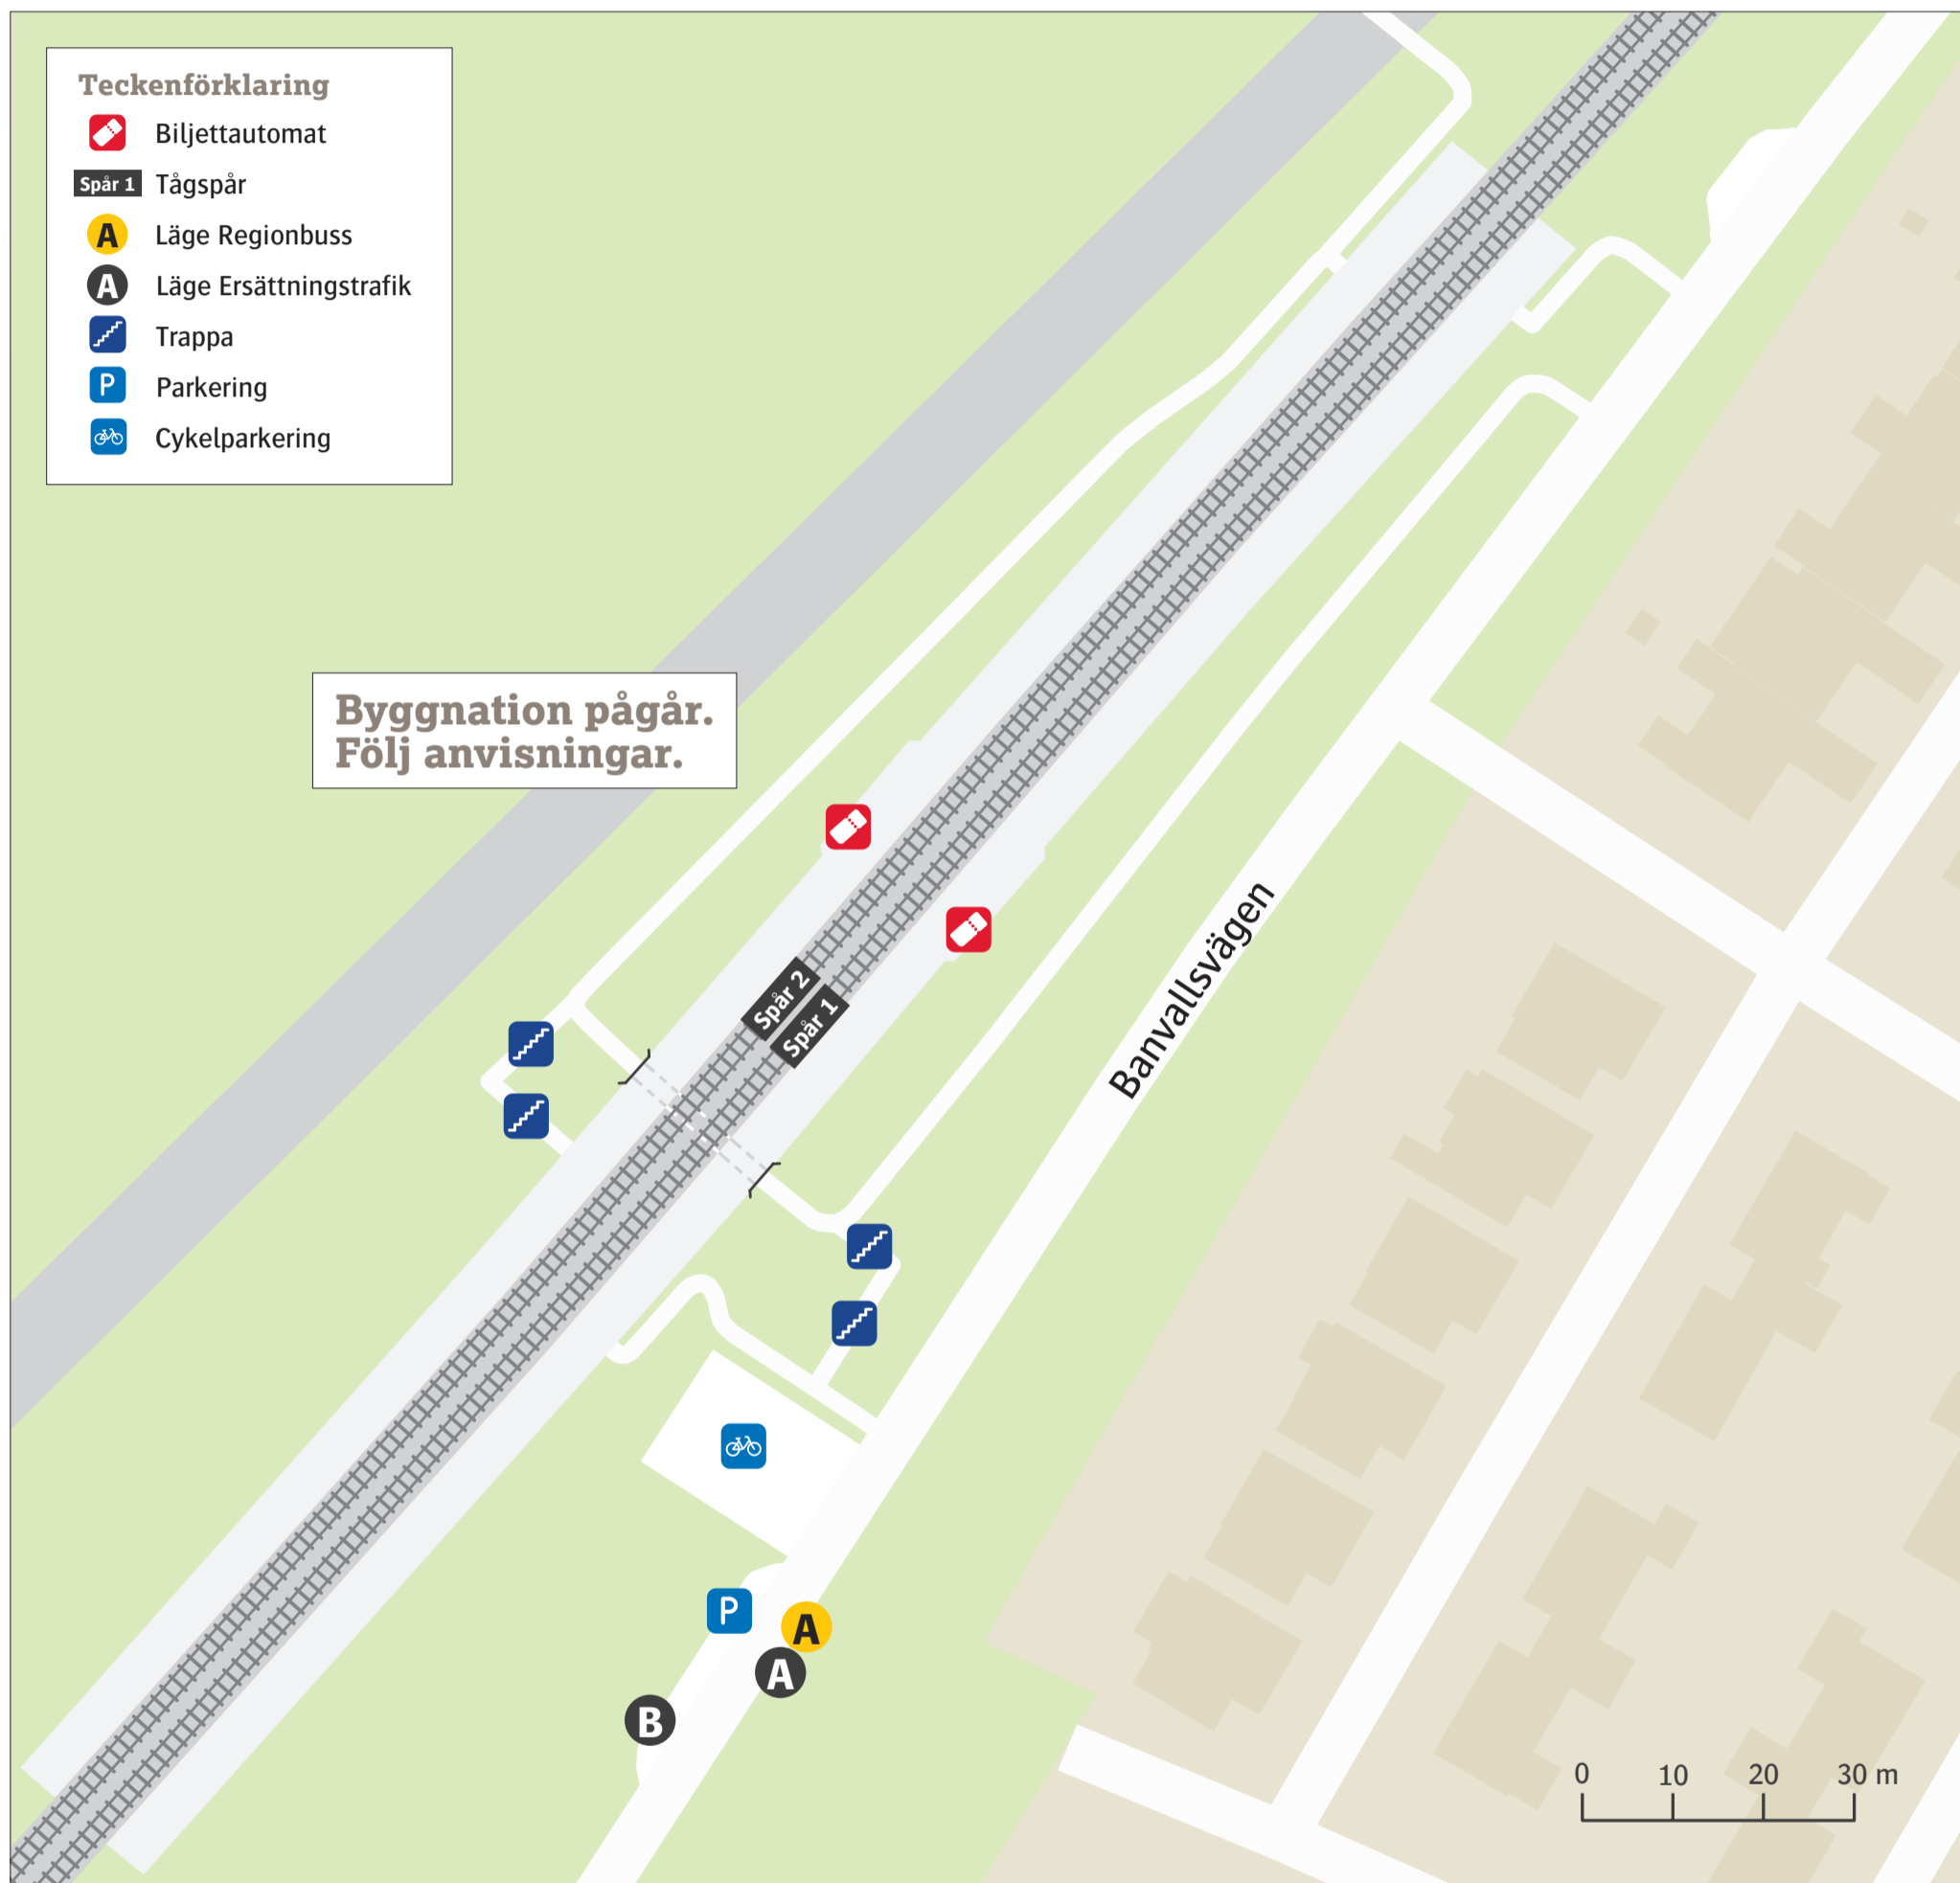 Teckenförklaring
Biljettautomat
Spår 1 Tågspår
A Läge Regionbuss
A Läge Ersättningstrafik
Trappa
P Parkering
Cykelparkering
Byggnation pågår.
Följ anvisningar.
Spår 2
Spår 1
Banvallsvägen
P
A
A
B
0 10 20 30 m